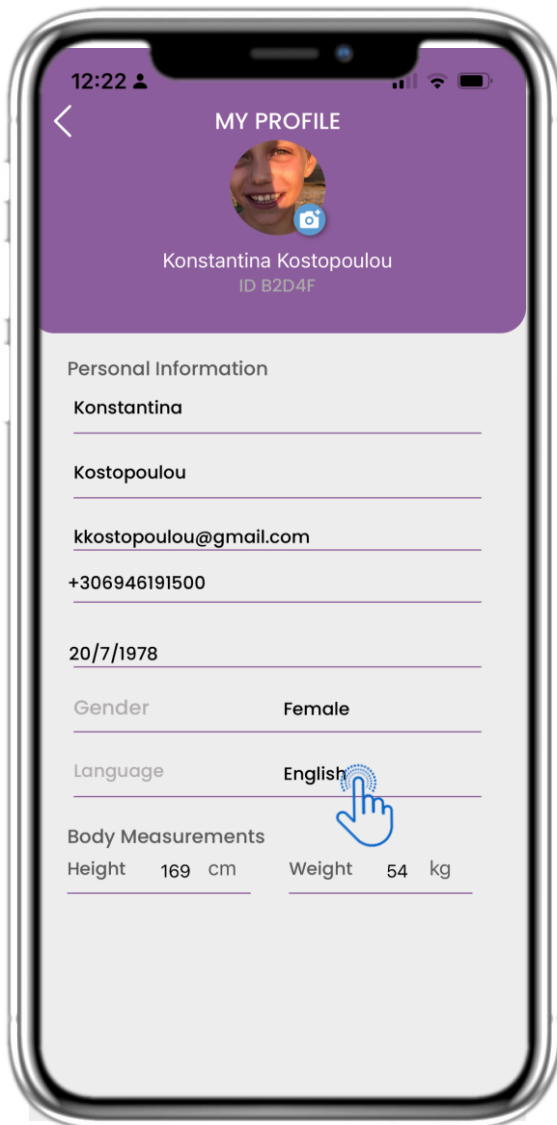 12:22
MY PROFILE
Konstantina Kostopoulou
ID B2D4F
Personal Information
Konstantina
Kostopoulou
kkostopoulou@gmail.com
+306946191500
20/7/1978
Gender Female
Language English
Body Measurements
Height 169 cm Weight 54 kg